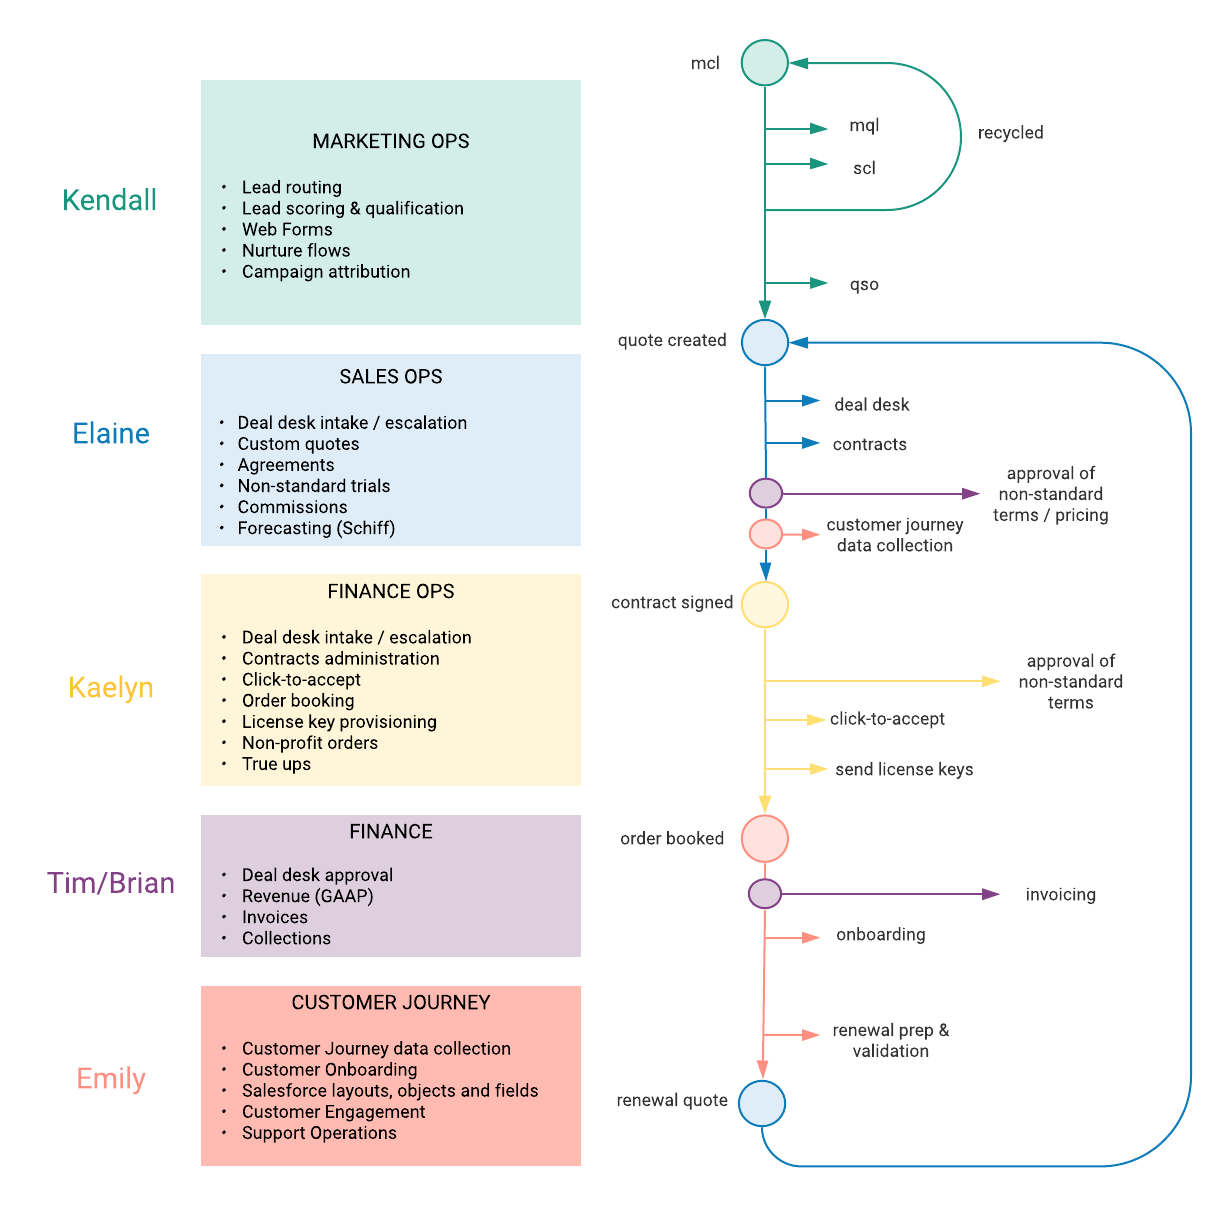 Kendall
MARKETING OPS
• Lead routing
• Lead scoring & qualification
• Web Forms
• Nurture flows
• Campaign attribution
Elaine
SALES OPS
• Deal desk intake / escalation
• Custom quotes
• Agreements
• Non-standard trials
• Commissions
• Forecasting (Schiff)
Kaelyn
FINANCE OPS
• Deal desk intake / escalation
• Contracts administration
• Click-to-accept
• Order booking
• License key provisioning
• Non-profit orders
• True ups
Tim/Brian
FINANCE
• Deal desk approval
• Revenue (GAAP)
• Invoices
• Collections
Emily
CUSTOMER JOURNEY
• Customer Journey data collection
• Customer Onboarding
• Salesforce layouts, objects and fields
• Customer Engagement
• Support Operations
mcl
mql
recycled
scl
qso
quote created
deal desk
contracts
approval of
non-standard
terms / pricing
customer journey
data collection
contract signed
approval of
non-standard
terms
click-to-accept
send license keys
order booked
invoicing
onboarding
renewal prep &
validation
renewal quote